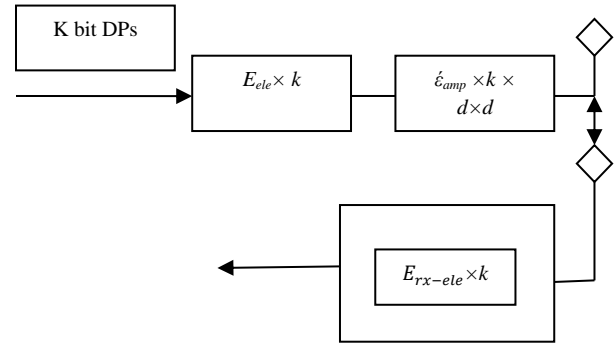 K bit DPs
E_ele× k
έ_amp ×k ×
d×d
E_rx−ele×k